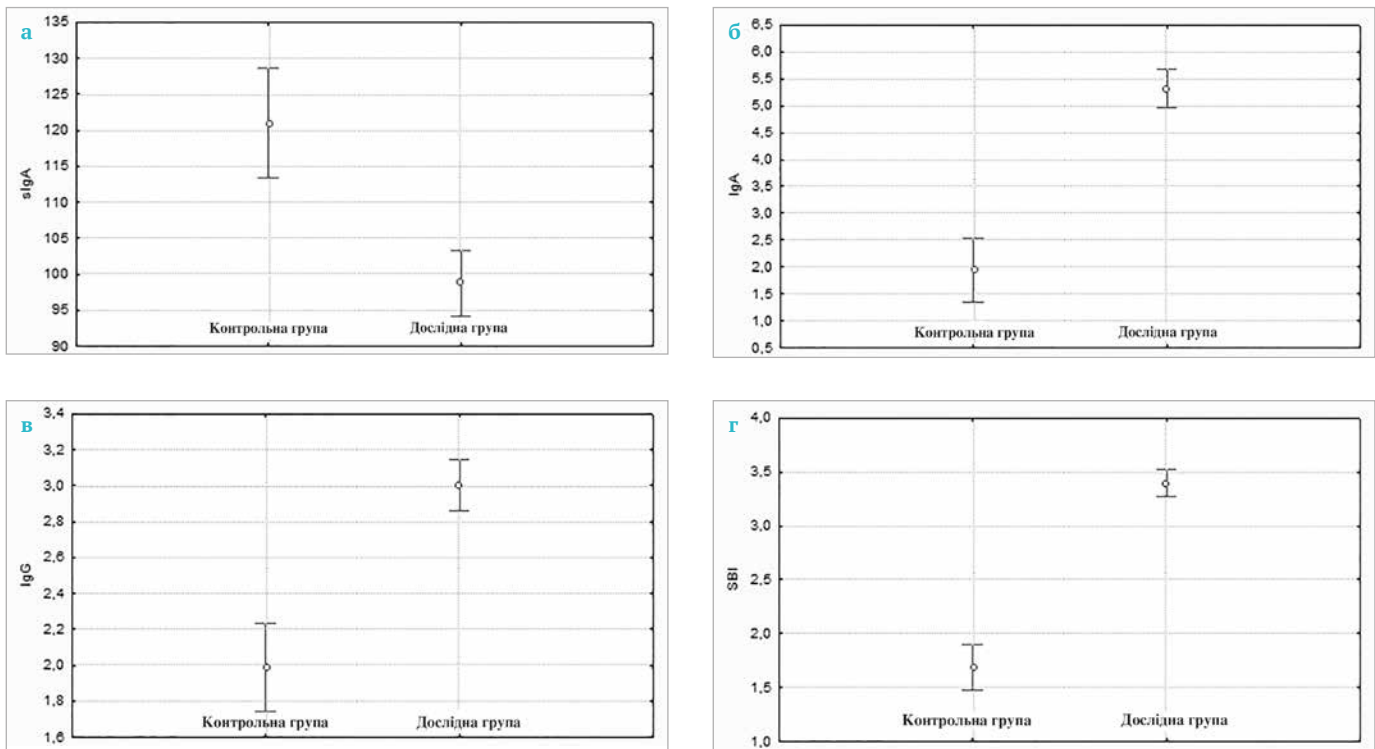 а
135
130
125
120
115
110
105
100
95
90
sIgA
Контрольна група
Дослідна група
б
6,5
6,0
5,5
5,0
4,5
4,0
3,5
3,0
2,5
2,0
1,5
1,0
0,5
IgA
Контрольна група
Дослідна група
в
3,4
3,2
3,0
2,8
2,6
2,4
2,2
2,0
1,8
1,6
IgG
Контрольна група
Дослідна група
г
4,0
3,5
3,0
2,5
2,0
1,5
1,0
SBI
Контрольна група
Дослідна група